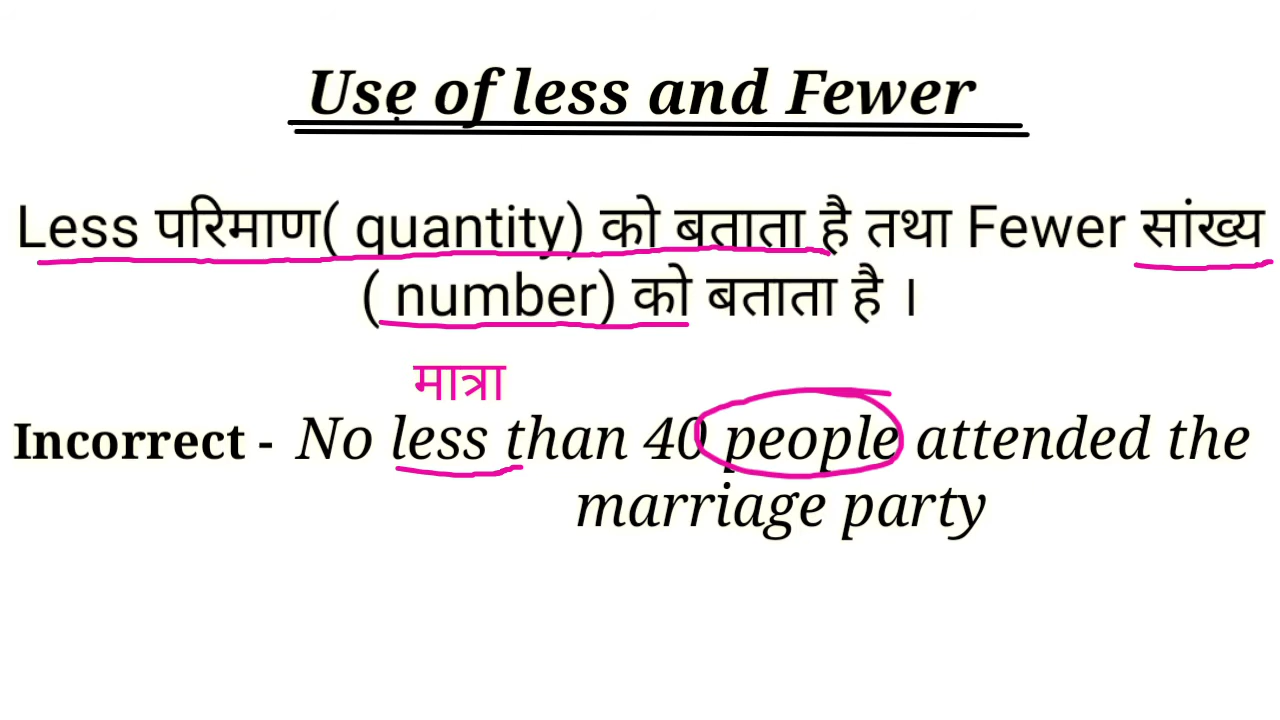 Use of less and Fewer
Less परिमाण( quantity) को बताता है तथा Fewer सांख्य
( number) को बताता है ।
मात्रा
Incorrect - No less than 40 people attended the
marriage party